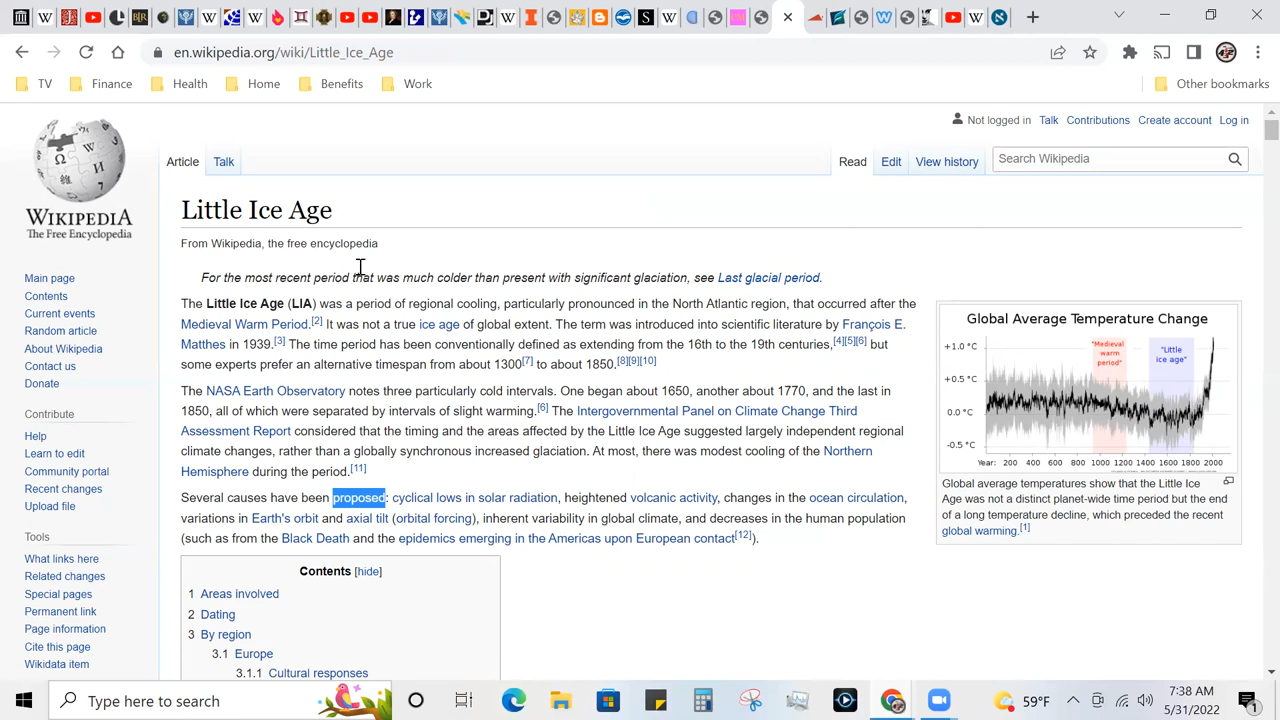 en.wikipedia.org/wiki/Little_Ice_Age
TV Finance Health Home Benefits Work Other bookmarks
Not logged in Talk Contributions Create account Log in
Article Talk Read Edit View history Search Wikipedia
WIKIPEDIA
The Free Encyclopedia
Main page
Contents
Current events
Random article
About Wikipedia
Contact us
Donate
Contribute
Help
Learn to edit
Community portal
Recent changes
Upload file
Tools
What links here
Related changes
Special pages
Permanent link
Page information
Cite this page
Wikidata item
Little Ice Age
From Wikipedia, the free encyclopedia
For the most recent period that was much colder than present with significant glaciation, see Last glacial period.
The Little Ice Age (LIA) was a period of regional cooling, particularly pronounced in the North Atlantic region, that occurred after the
Medieval Warm Period.[2] It was not a true ice age of global extent. The term was introduced into scientific literature by François E.
Matthes in 1939.[3] The time period has been conventionally defined as extending from the 16th to the 19th centuries,[4][5][6] but
some experts prefer an alternative timespan from about 1300[7] to about 1850.[8][9][10]
The NASA Earth Observatory notes three particularly cold intervals. One began about 1650, another about 1770, and the last in
1850, all of which were separated by intervals of slight warming.[6] The Intergovernmental Panel on Climate Change Third
Assessment Report considered that the timing and the areas affected by the Little Ice Age suggested largely independent regional
climate changes, rather than a globally synchronous increased glaciation. At most, there was modest cooling of the Northern
Hemisphere during the period.[11]
Several causes have been proposed: cyclical lows in solar radiation, heightened volcanic activity, changes in the ocean circulation,
variations in Earth's orbit and axial tilt (orbital forcing), inherent variability in global climate, and decreases in the human population
(such as from the Black Death and the epidemics emerging in the Americas upon European contact[12]).
Contents [hide]
1 Areas involved
2 Dating
3 By region
3.1 Europe
3.1.1 Cultural responses
Global Average Temperature Change
+1.0 °C
+0.5 °C
0.0 °C
-0.5 °C
"Medieval
warm
period"
"Little
ice age"
Year: 200 400 600 800 1000 1200 1400 1600 1800 2000
Global average temperatures show that the Little Ice
Age was not a distinct planet-wide time period but the end
of a long temperature decline, which preceded the recent
global warming.[1]
Type here to search
59°F
7:38 AM
5/31/2022